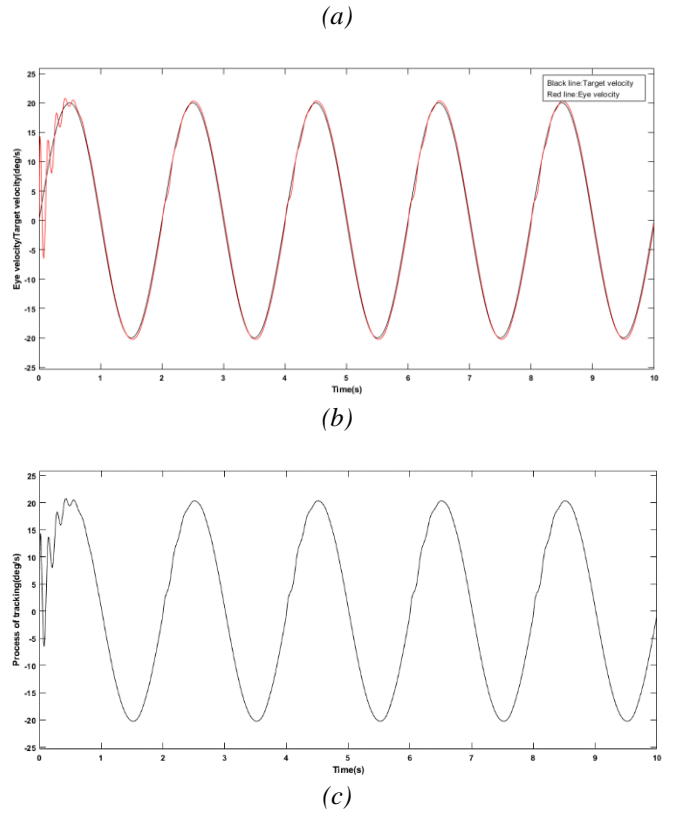 (a)
25
20
15
10
5
0
-5
-10
-15
-20
-25
Eye velocity/Target velocity(deg/s)
Black line:Target velocity
Red line:Eye velocity
0 1 2 3 4 5 6 7 8 9 10
Time(s)
(b)
25
20
15
10
5
0
-5
-10
-15
-20
-25
Process of tracking(deg/s)
0 1 2 3 4 5 6 7 8 9 10
Time(s)
(c)